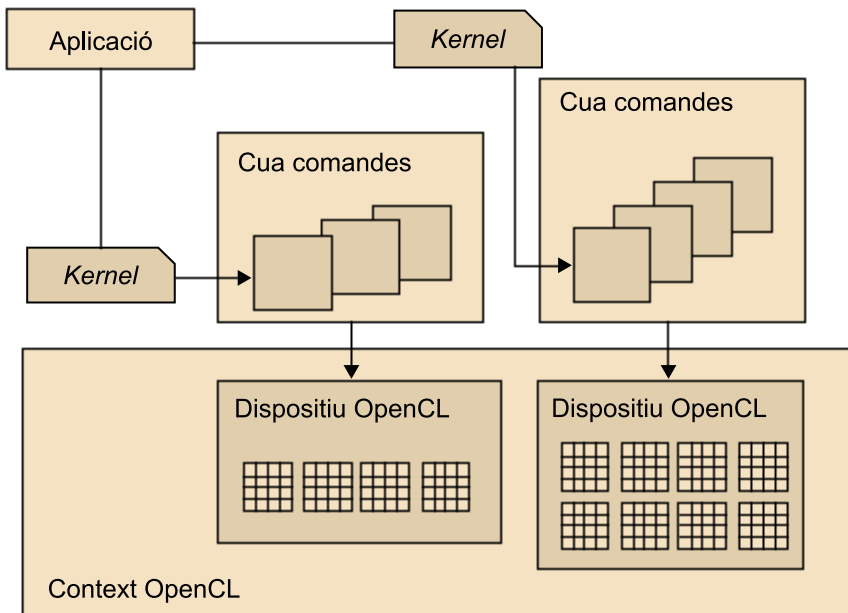 Aplicació
Kernel
Cua comandes
Cua comandes
Kernel
Dispositiu OpenCL
Dispositiu OpenCL
Context OpenCL